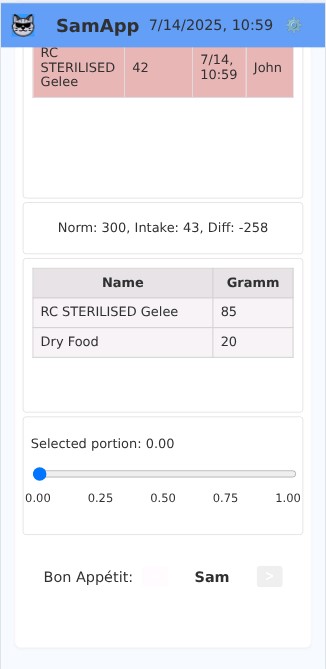 SamApp 7/14/2025, 10:59
RC
STERILISED
Gelee
42
7/14,
10:59
John
Norm: 300, Intake: 43, Diff: -258
Name Gramm
RC STERILISED Gelee 85
Dry Food 20
Selected portion: 0.00
0.00 0.25 0.50 0.75 1.00
Bon Appétit: Sam >